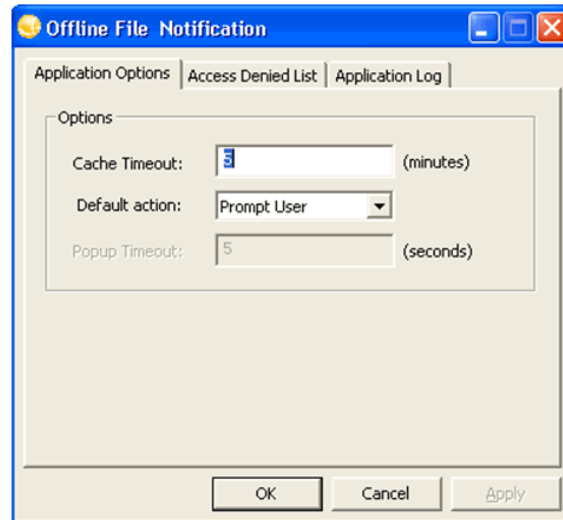 Offline File Notification
Application Options Access Denied List Application Log
Options
Cache Timeout: 5 (minutes)
Default action: Prompt User
Popup Timeout: 5 (seconds)
OK Cancel Apply